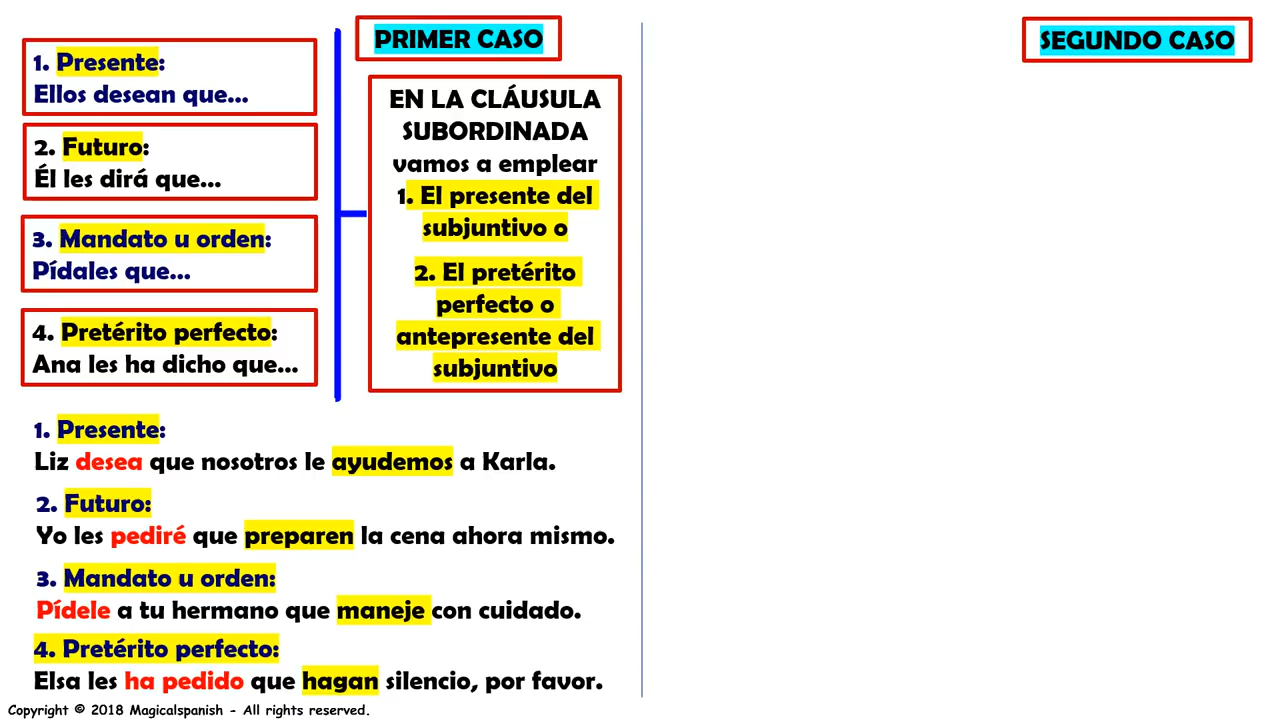 1. Presente:
Ellos desean que...
2. Futuro:
Él les dirá que...
3. Mandato u orden:
Pídales que...
4. Pretérito perfecto:
Ana les ha dicho que...
PRIMER CASO
EN LA CLÁUSULA
SUBORDINADA
vamos a emplear
1. El presente del
subjuntivo o
2. El pretérito
perfecto o
antepresente del
subjuntivo
1. Presente:
Liz desea que nosotros le ayudemos a Karla.
2. Futuro:
Yo les pediré que preparen la cena ahora mismo.
3. Mandato u orden:
Pídele a tu hermano que maneje con cuidado.
4. Pretérito perfecto:
Elsa les ha pedido que hagan silencio, por favor.
Copyright © 2018 Magicalspanish - All rights reserved.
SEGUNDO CASO